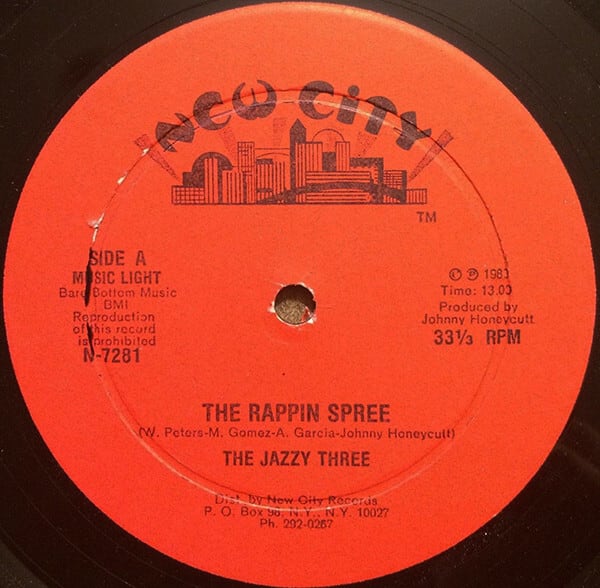 NEW CITY
TM
SIDE A
MUSIC LIGHT
Bare Bottom Music
BMI
Reproduction
of this record
is prohibited
N-7281
© ℗ 1983
Time: 13.00
Produced by
Johnny Honeycutt
33⅓ RPM
THE RAPPIN SPREE
(W. Peters-M. Gomez-A. Garcia-Johnny Honeycutt)
THE JAZZY THREE
Dist. by New City Records
P. O. Box 98, N.Y., N.Y. 10027
Ph. 292-0267